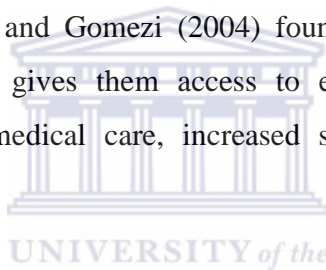 and Gomezi (2004) foun
gives them access to e
medical care, increased s
UNIVERSITY of the